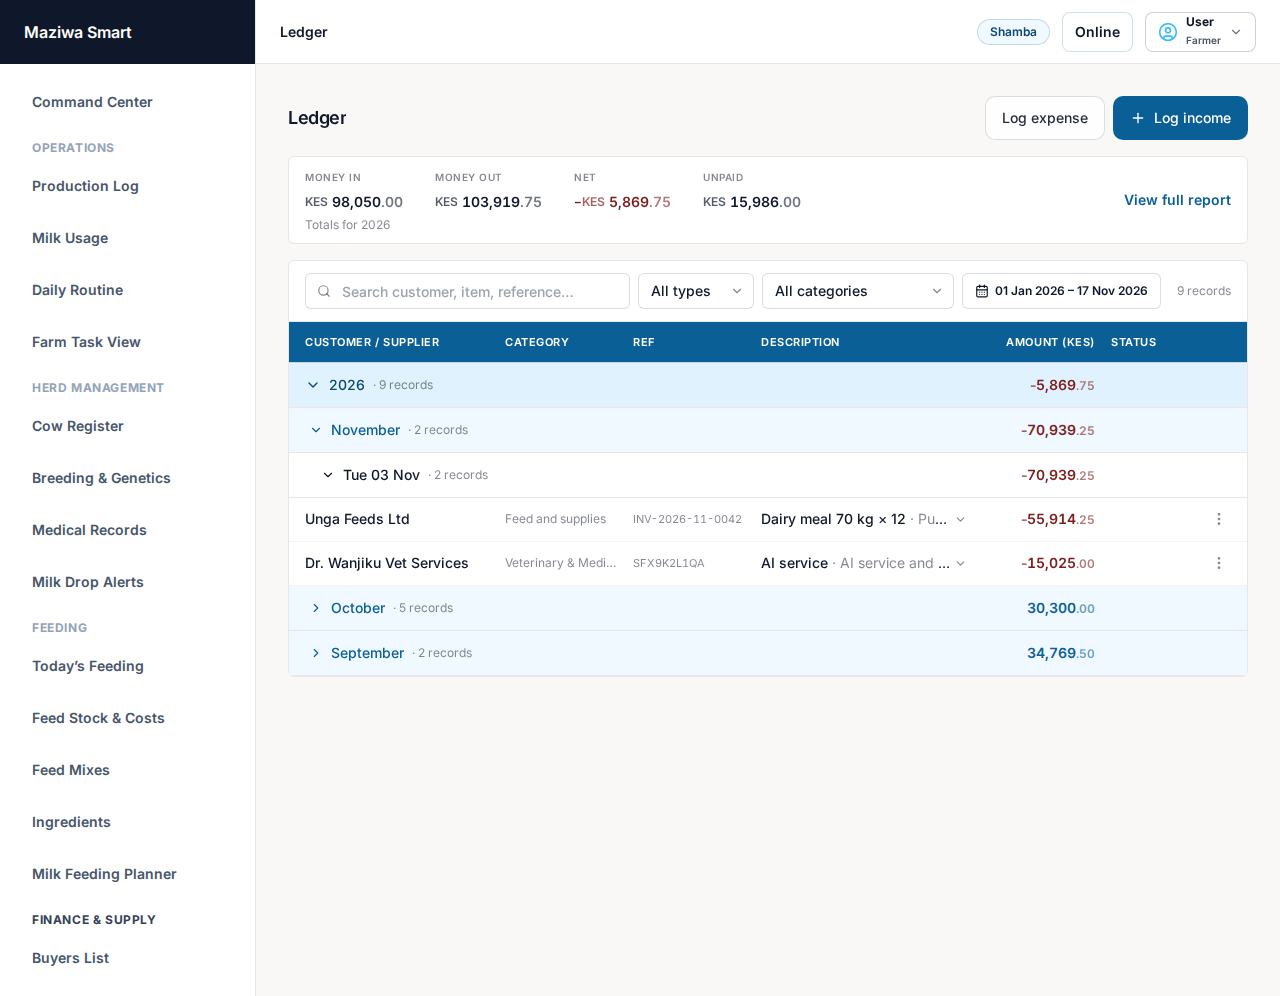 Maziwa Smart
Ledger
Shamba
Online
User
Farmer
Command Center
OPERATIONS
Production Log
Milk Usage
Daily Routine
Farm Task View
HERD MANAGEMENT
Cow Register
Breeding & Genetics
Medical Records
Milk Drop Alerts
FEEDING
Today’s Feeding
Feed Stock & Costs
Feed Mixes
Ingredients
Milk Feeding Planner
FINANCE & SUPPLY
Buyers List
Ledger
Log expense
+ Log income
MONEY IN MONEY OUT NET UNPAID
KES 98,050.00 KES 103,919.75 −KES 5,869.75 KES 15,986.00
Totals for 2026
View full report
Search customer, item, reference... All types All categories 01 Jan 2026 – 17 Nov 2026 9 records
CUSTOMER / SUPPLIER CATEGORY REF DESCRIPTION AMOUNT (KES) STATUS
2026 · 9 records -5,869.75
November · 2 records -70,939.25
Tue 03 Nov · 2 records -70,939.25
Unga Feeds Ltd Feed and supplies INV-2026-11-0042 Dairy meal 70 kg × 12 · Pu... -55,914.25
Dr. Wanjiku Vet Services Veterinary & Medi... SFX9K2L1QA AI service · AI service and ... -15,025.00
October · 5 records 30,300.00
September · 2 records 34,769.50